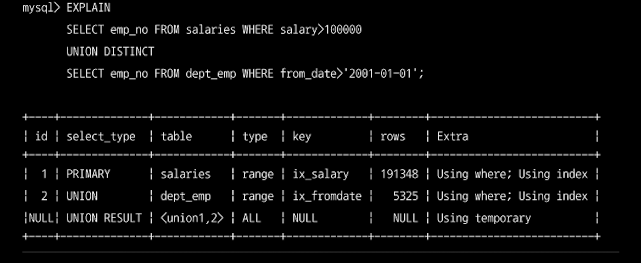 mysql> EXPLAIN
SELECT emp_no FROM salaries WHERE salary>100000
UNION DISTINCT
SELECT emp_no FROM dept_emp WHERE from_date>'2001-01-01';
+----+--------------+------------+-------+-------------+--------+--------------------------+
| id | select_type | table | type | key | rows | Extra |
+----+--------------+------------+-------+-------------+--------+--------------------------+
| 1 | PRIMARY | salaries | range | ix_salary | 191348 | Using where; Using index |
| 2 | UNION | dept_emp | range | ix_fromdate | 5325 | Using where; Using index |
|NULL| UNION RESULT | <union1,2> | ALL | NULL | NULL | Using temporary |
+----+--------------+------------+-------+-------------+--------+--------------------------+